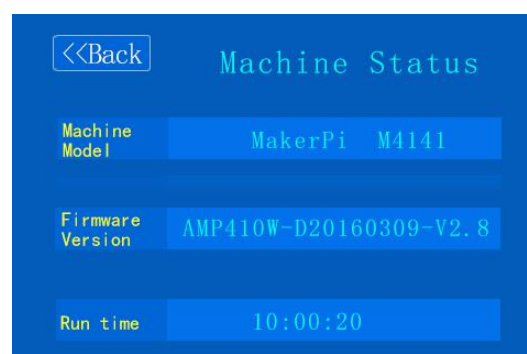 <<Back
Machine Status
Machine
Model
MakerPi M4141
Firmware
Version
AMP410W-D20160309-V2.8
Run time
10:00:20